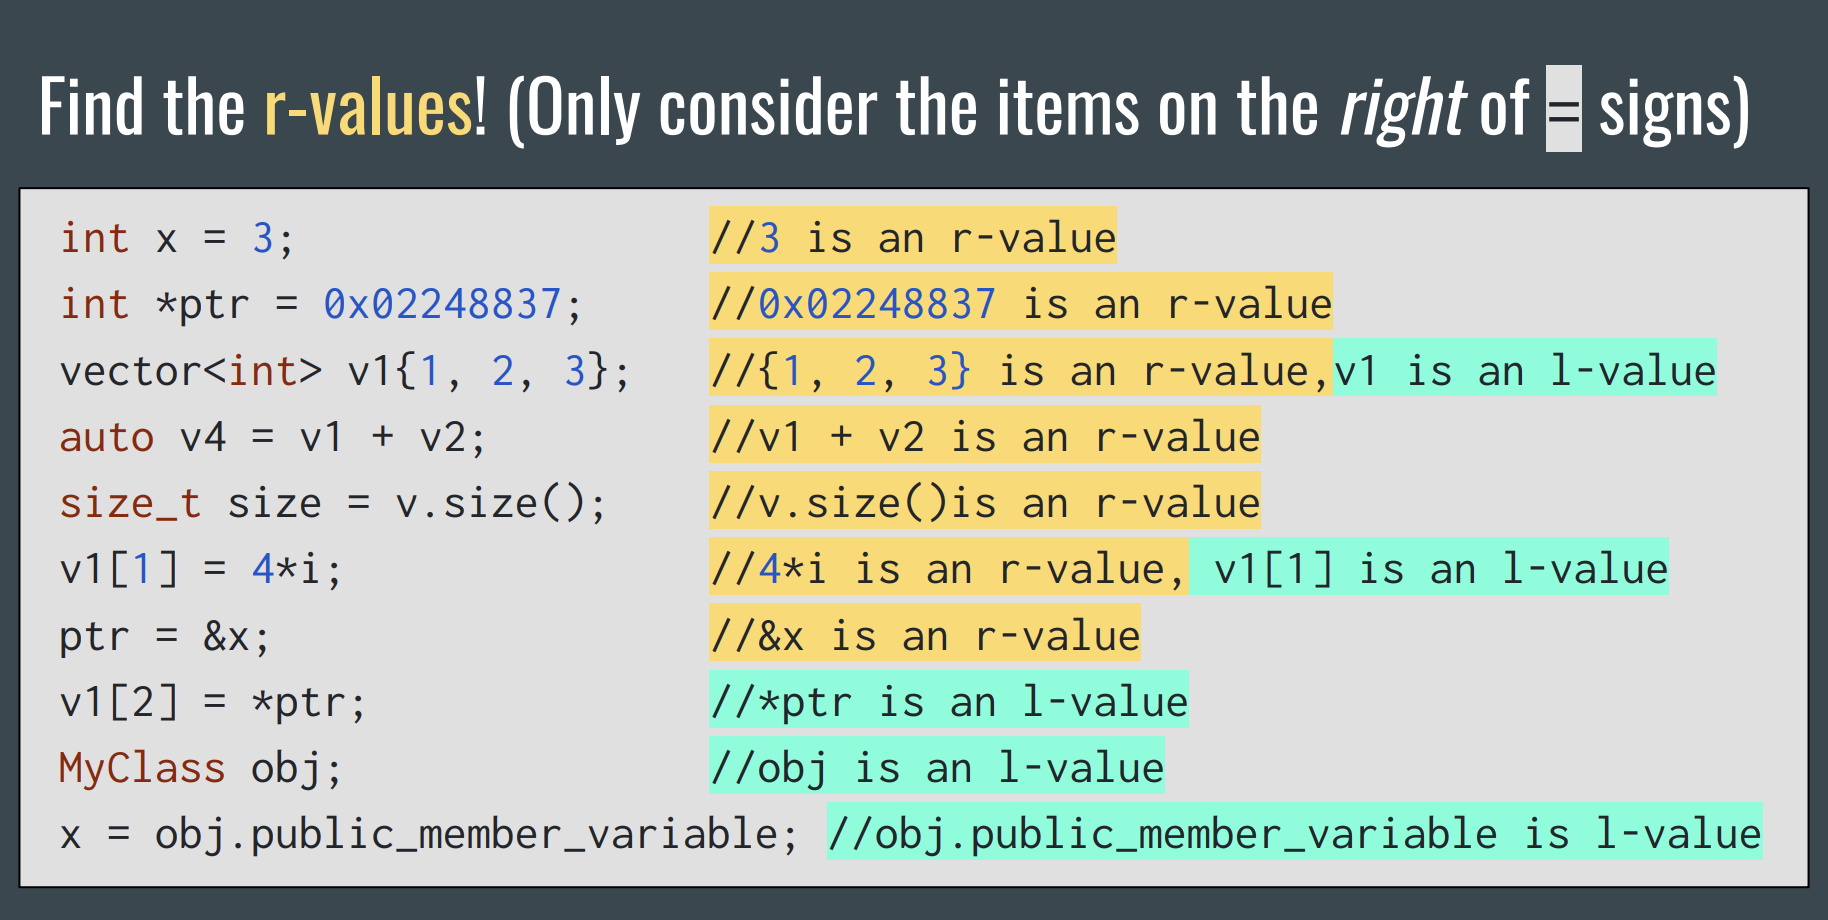 Find the r-values! (Only consider the items on the right of = signs)
int x = 3; //3 is an r-value
int *ptr = 0x02248837; //0x02248837 is an r-value
vector<int> v1{1, 2, 3}; //{1, 2, 3} is an r-value,v1 is an l-value
auto v4 = v1 + v2; //v1 + v2 is an r-value
size_t size = v.size(); //v.size()is an r-value
v1[1] = 4*i; //4*i is an r-value, v1[1] is an l-value
ptr = &x; //&x is an r-value
v1[2] = *ptr; //*ptr is an l-value
MyClass obj; //obj is an l-value
x = obj.public_member_variable; //obj.public_member_variable is l-value